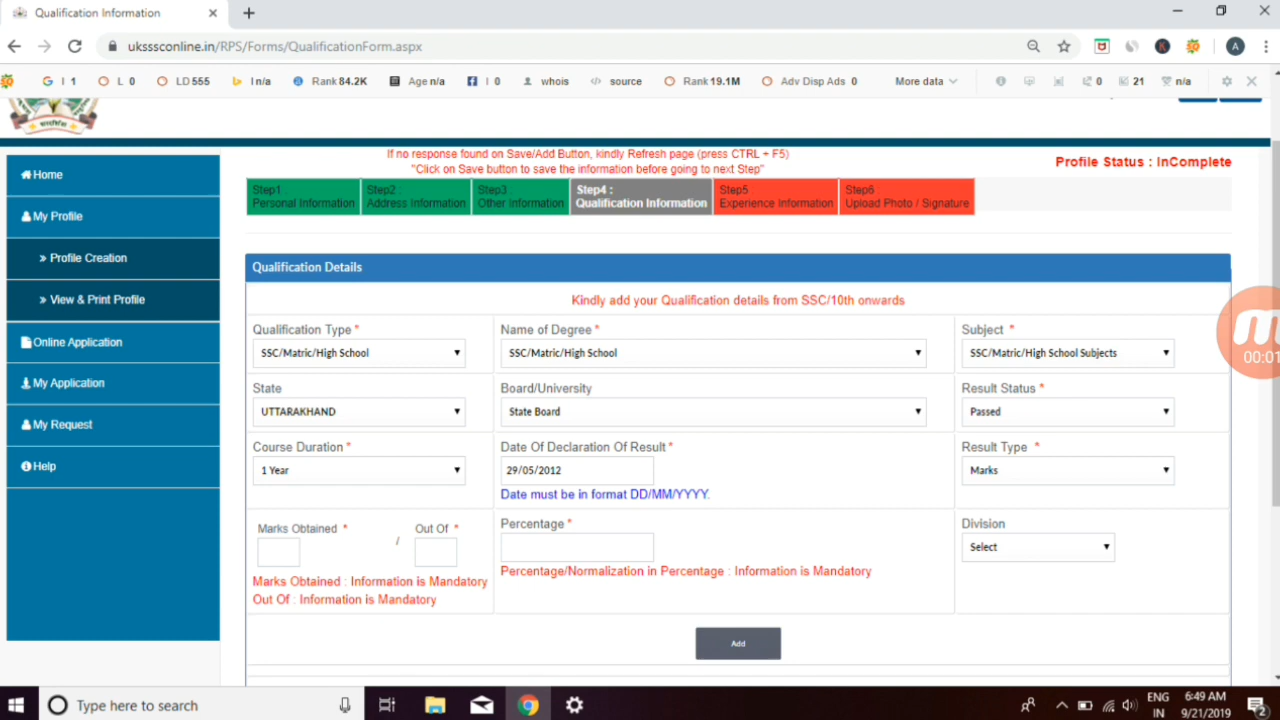 Qualification Information
uksssconline.in/RPS/Forms/QualificationForm.aspx
A
I 1
L 0
LD 555
I n/a
Rank 84.2K
Age n/a
I 0
whois
source
Rank 19.1M
Adv Disp Ads 0
More data
0
21
n/a
If no response found on Save/Add Button, kindly Refresh page (press CTRL + F5)
"Click on Save button to save the information before going to next Step"
Profile Status : InComplete
Home
My Profile
» Profile Creation
» View & Print Profile
Online Application
My Application
My Request
Help
Step1 :
Personal Information
Step2 :
Address Information
Step3 :
Other Information
Step4 :
Qualification Information
Step5
Experience Information
Step6
Upload Photo / Signature
Qualification Details
Kindly add your Qualification details from SSC/10th onwards
Qualification Type *
Name of Degree *
Subject *
SSC/Matric/High School
SSC/Matric/High School
SSC/Matric/High School Subjects
State
Board/University
Result Status *
UTTARAKHAND
State Board
Passed
Course Duration *
Date Of Declaration Of Result *
Result Type *
1 Year
29/05/2012
Marks
Date must be in format DD/MM/YYYY.
Marks Obtained *
Out Of *
Percentage *
Division
/
Select
Marks Obtained : Information is Mandatory
Out Of : Information is Mandatory
Percentage/Normalization in Percentage : Information is Mandatory
Add
00:01
Type here to search
ENG
IN
6:49 AM
9/21/2019
2